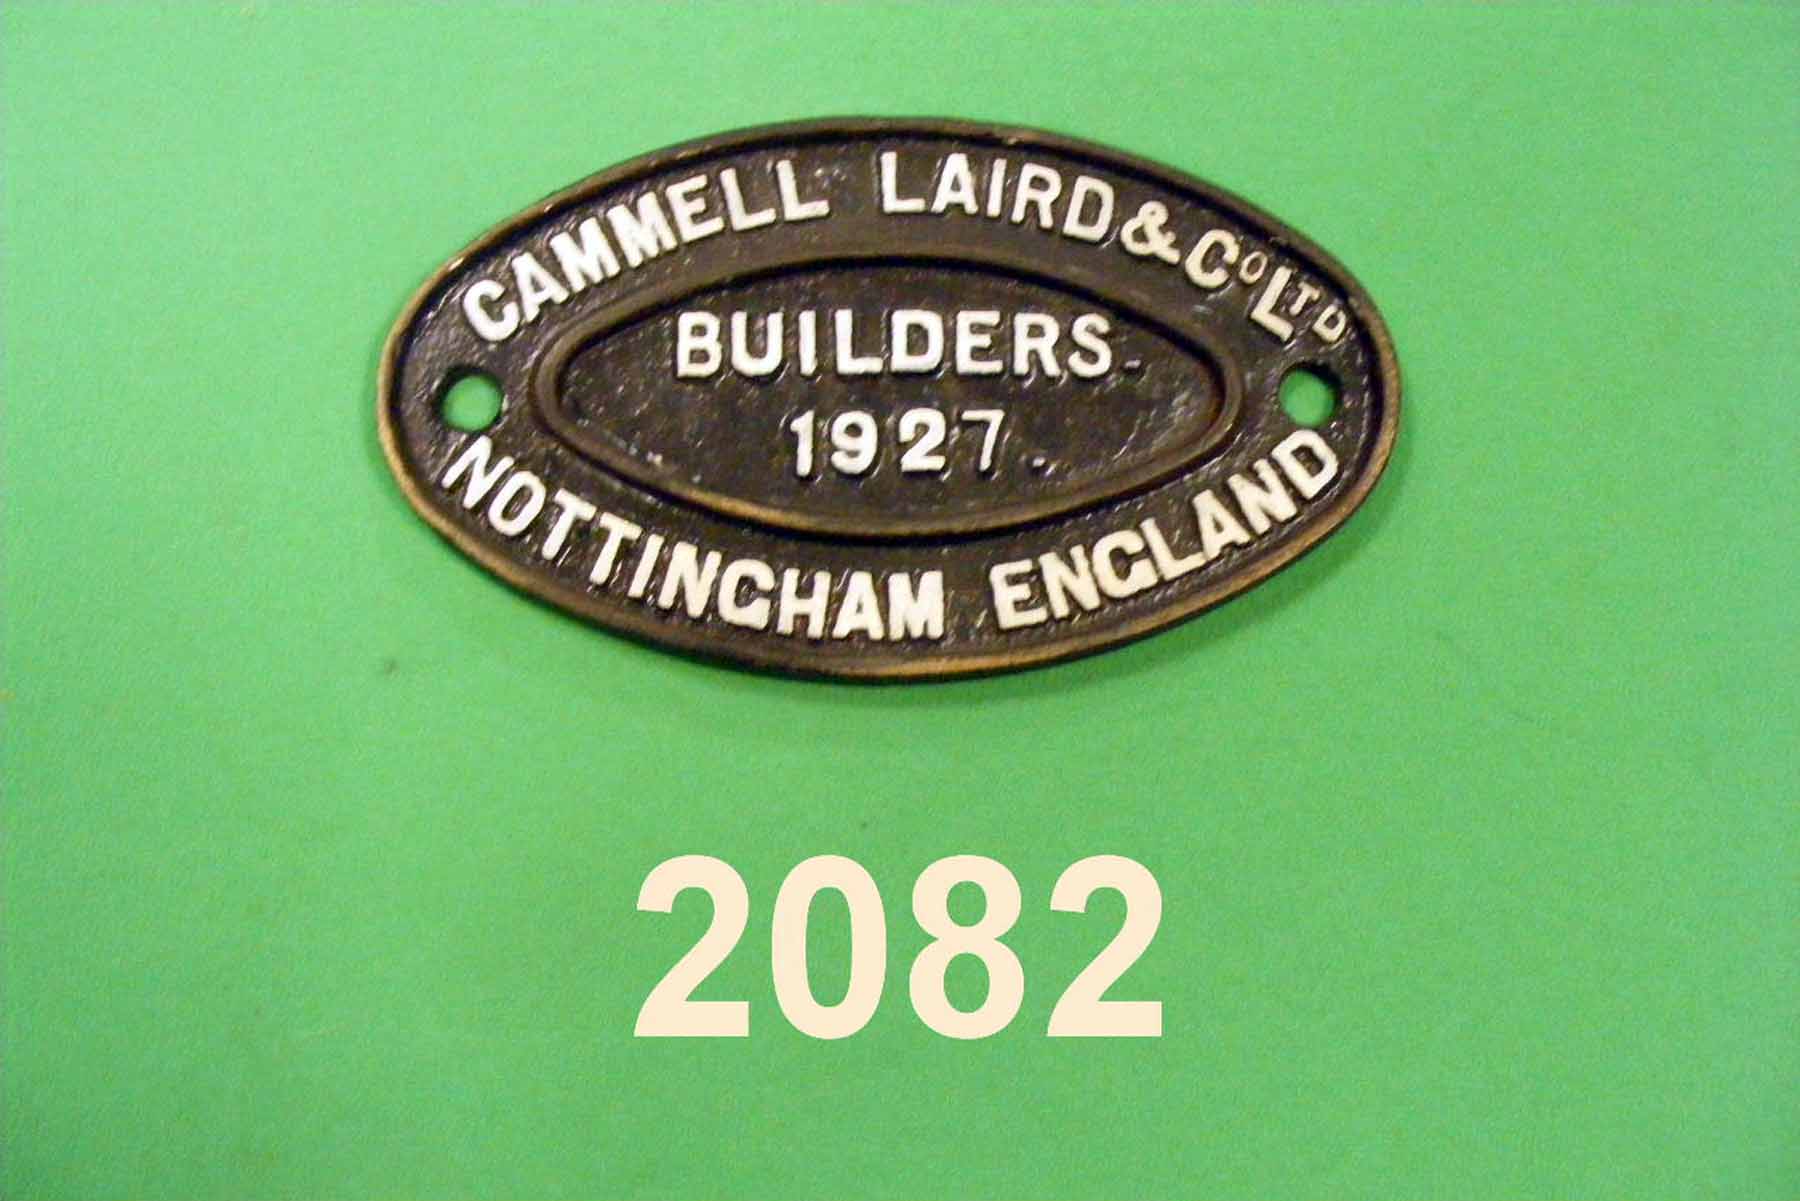 CAMMELL LAIRD & Co LTD
BUILDERS
1927.
NOTTINGHAM ENGLAND
2082